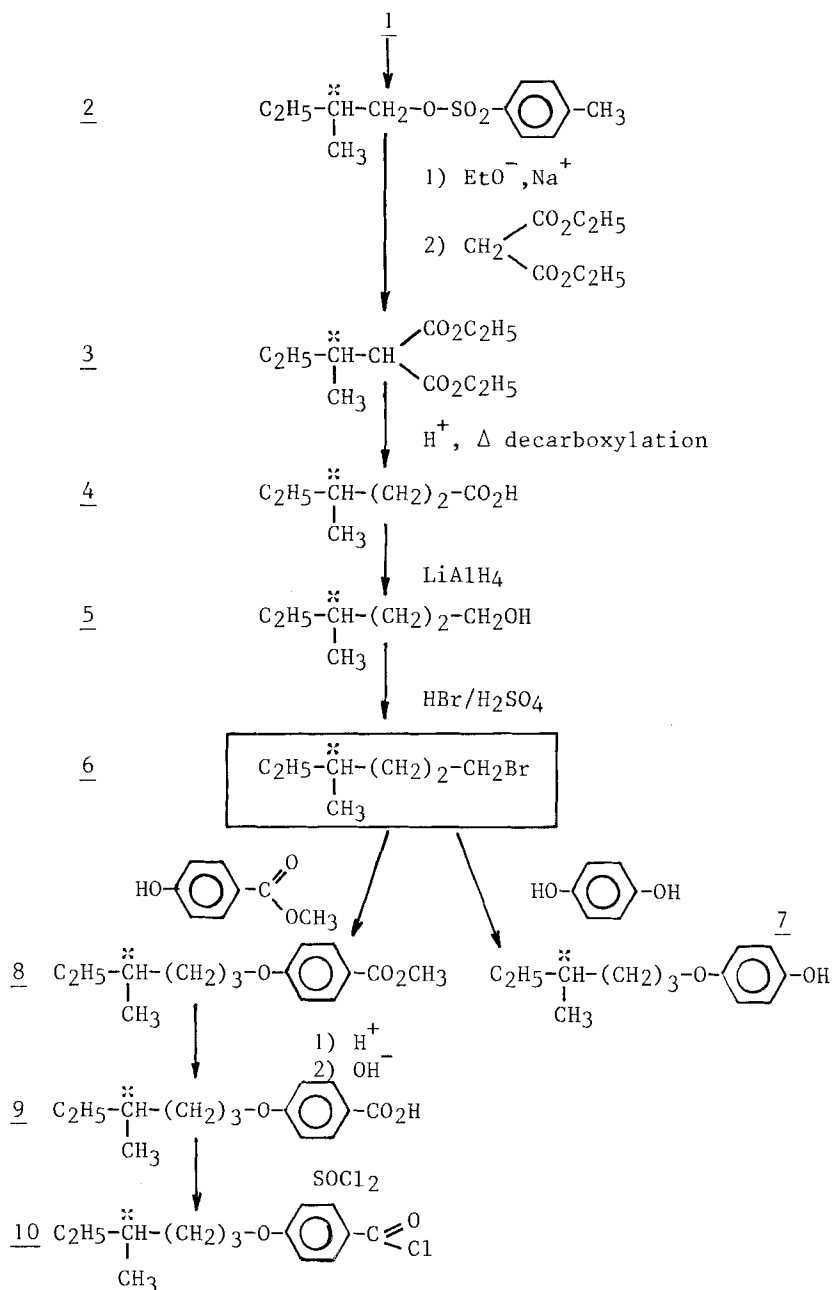 1
2 C2H5-CH-CH2-O-SO2- -CH3
CH3
1) EtO⁻,Na⁺
CO2C2H5
2) CH2
CO2C2H5
CO2C2H5
3 C2H5-CH-CH
CO2C2H5
CH3
H⁺, Δ decarboxylation
4 C2H5-CH-(CH2)2-CO2H
CH3
LiAlH4
5 C2H5-CH-(CH2)2-CH2OH
CH3
HBr/H2SO4
6 C2H5-CH-(CH2)2-CH2Br
CH3
HO- -C O
OCH3
HO- -OH
7
8 C2H5-CH-(CH2)3-O- -CO2CH3
CH3
C2H5-CH-(CH2)3-O- -OH
CH3
1) H⁺
2) OH⁻
9 C2H5-CH-(CH2)3-O- -CO2H
CH3
SOCl2
10 C2H5-CH-(CH2)3-O- -C O
Cl
CH3